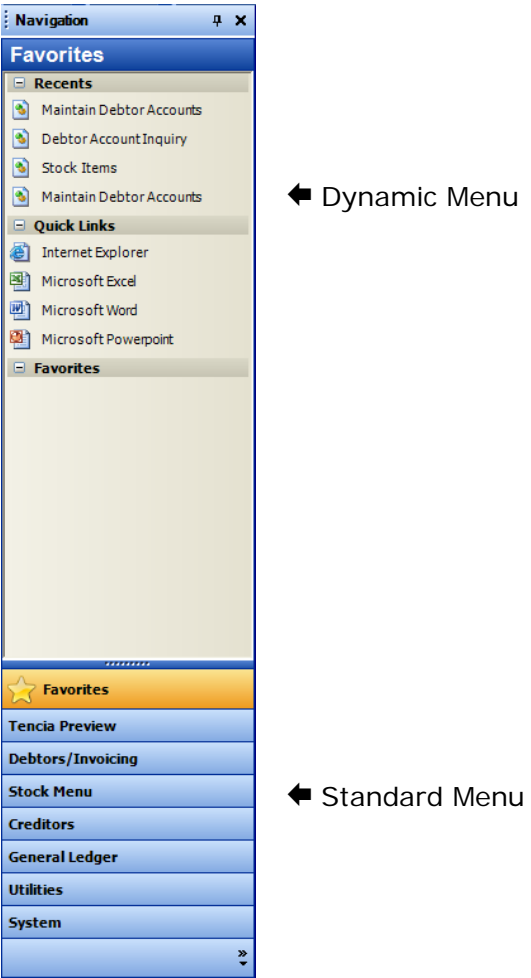 Navigation
Favorites
Recents
Maintain Debtor Accounts
Debtor Account Inquiry
Stock Items
Maintain Debtor Accounts
Dynamic Menu
Quick Links
Internet Explorer
Microsoft Excel
Microsoft Word
Microsoft Powerpoint
Favorites
Favorites
Tencia Preview
Debtors/Invoicing
Stock Menu
Standard Menu
Creditors
General Ledger
Utilities
System